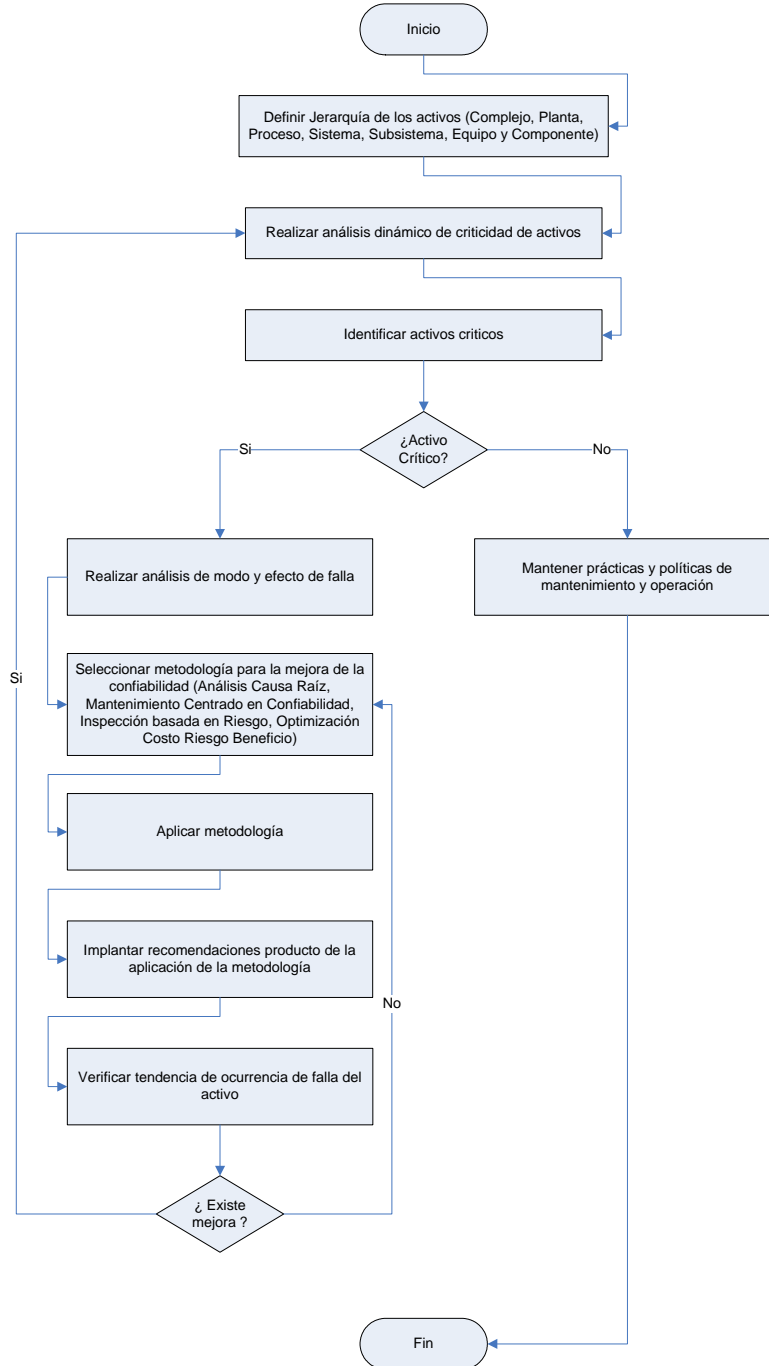 Inicio
Definir Jerarquía de los activos (Complejo, Planta,
Proceso, Sistema, Subsistema, Equipo y Componente)
Realizar análisis dinámico de criticidad de activos
Identificar activos criticos
¿Activo
Crítico?
Si
No
Realizar análisis de modo y efecto de falla
Mantener prácticas y políticas de
mantenimiento y operación
Si
Seleccionar metodología para la mejora de la
confiabilidad (Análisis Causa Raíz,
Mantenimiento Centrado en Confiabilidad,
Inspección basada en Riesgo, Optimización
Costo Riesgo Beneficio)
Aplicar metodología
Implantar recomendaciones producto de la
aplicación de la metodología
No
Verificar tendencia de ocurrencia de falla del
activo
¿ Existe
mejora ?
Fin